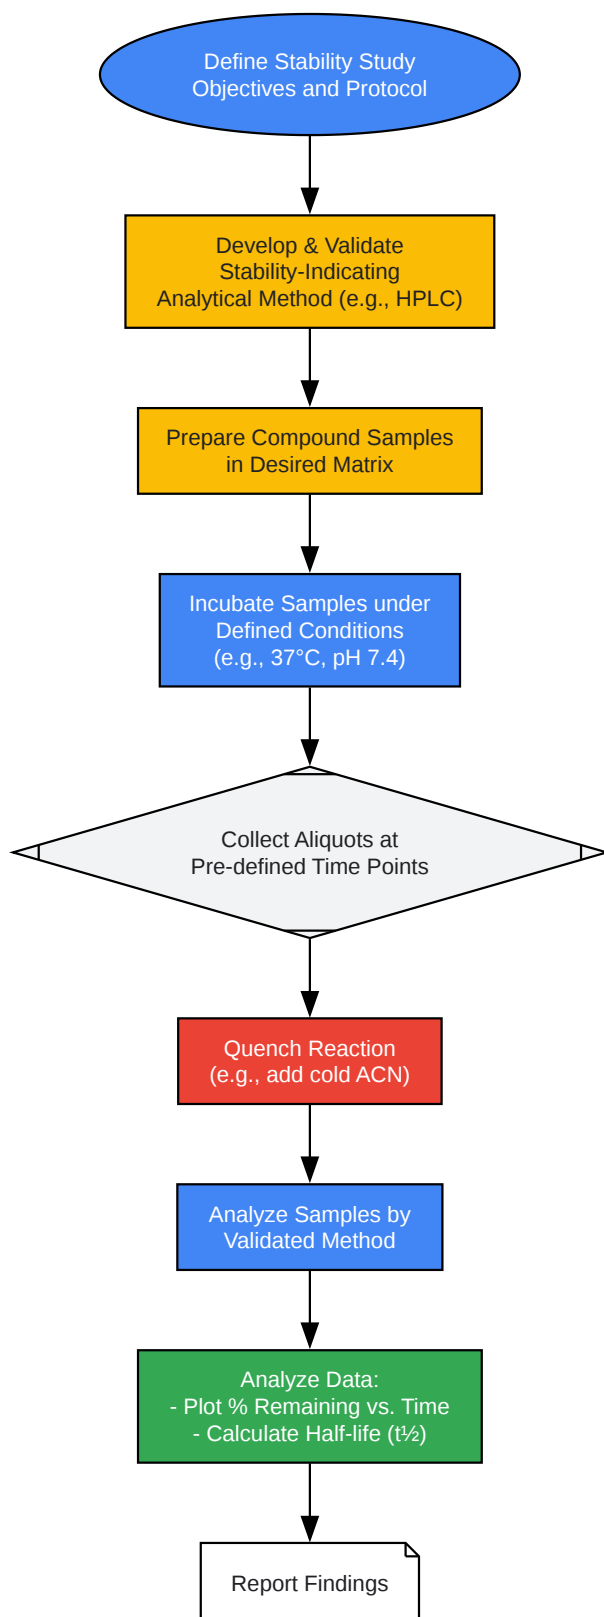 Define Stability Study
Objectives and Protocol
Develop & Validate
Stability-Indicating
Analytical Method (e.g., HPLC)
Prepare Compound Samples
in Desired Matrix
Incubate Samples under
Defined Conditions
(e.g., 37°C, pH 7.4)
Collect Aliquots at
Pre-defined Time Points
Quench Reaction
(e.g., add cold ACN)
Analyze Samples by
Validated Method
Analyze Data:
- Plot % Remaining vs. Time
- Calculate Half-life (t½)
Report Findings